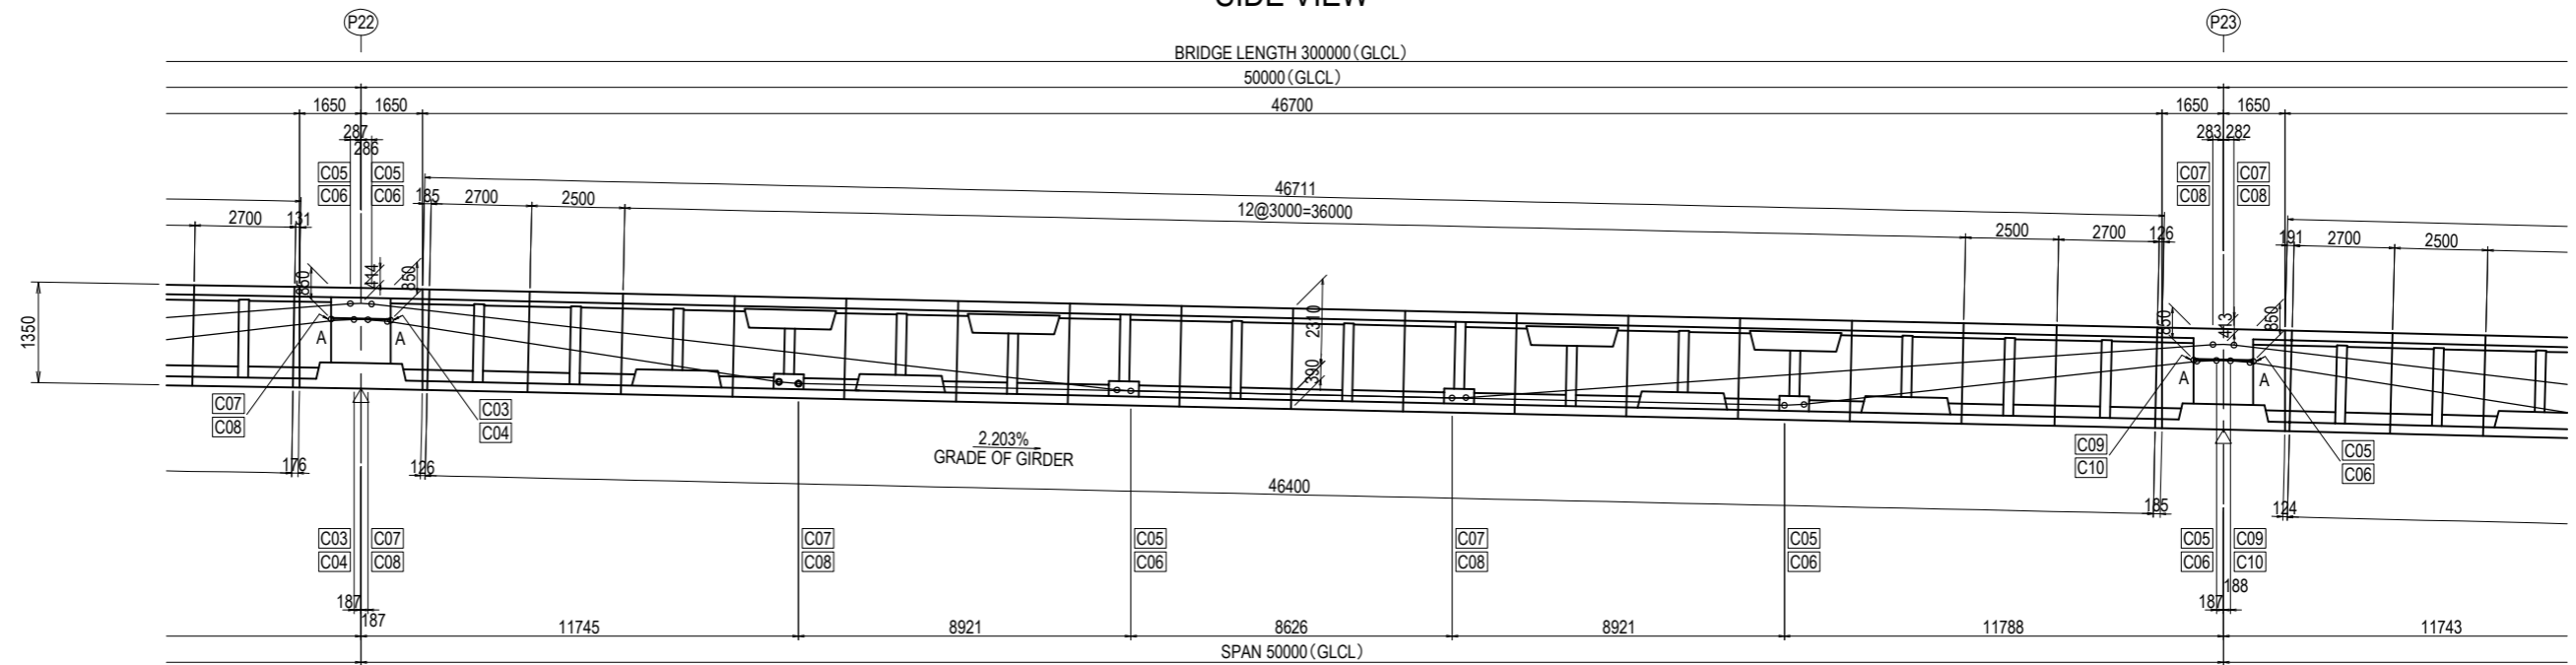 SIDE VIEW
P22
P23
BRIDGE LENGTH 300000(GLCL)
50000(GLCL)
1650 1650 46700 1650 1650
287
286
283 282
C05 C05
C06 C06
C07 C07
C08 C08
46711
185 2700 2500
12@3000=36000
2700 131
2500 2700 126
191 2700 2500
850 414 850
2310
390
850 413 850
1350
A A
A A
C07
C08
C03
C04
2.203%
GRADE OF GIRDER
C09
C10
C05
C06
176 126
46400
185 124
C03 C07
C04 C08
C07
C08
C05
C06
C07
C08
C05
C06
C05 C09
C06 C10
187
187
188
187
11745 8921 8626 8921 11788 11743
SPAN 50000(GLCL)